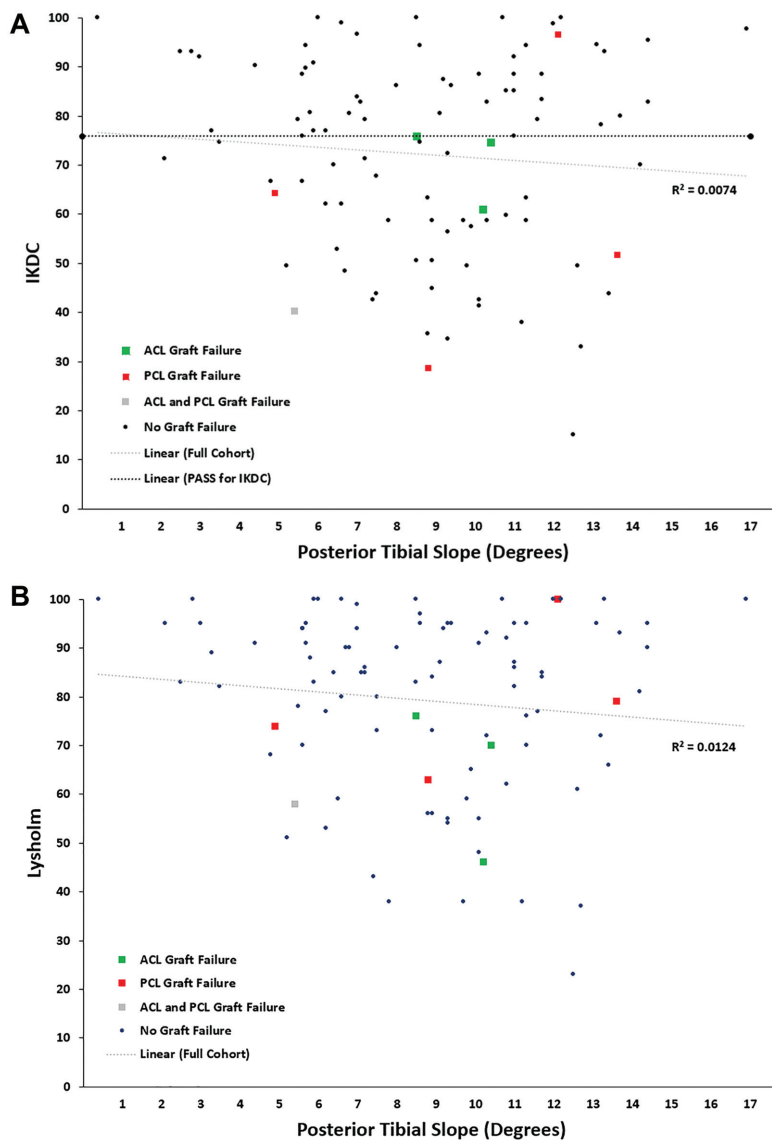 A
100
90
80
70
60
50
40
30
20
10
0
IKDC
R² = 0.0074
ACL Graft Failure
PCL Graft Failure
ACL and PCL Graft Failure
No Graft Failure
Linear (Full Cohort)
Linear (PASS for IKDC)
1 2 3 4 5 6 7 8 9 10 11 12 13 14 15 16 17
Posterior Tibial Slope (Degrees)
B
100
90
80
70
60
50
40
30
20
10
0
Lysholm
R² = 0.0124
ACL Graft Failure
PCL Graft Failure
ACL and PCL Graft Failure
No Graft Failure
Linear (Full Cohort)
1 2 3 4 5 6 7 8 9 10 11 12 13 14 15 16 17
Posterior Tibial Slope (Degrees)